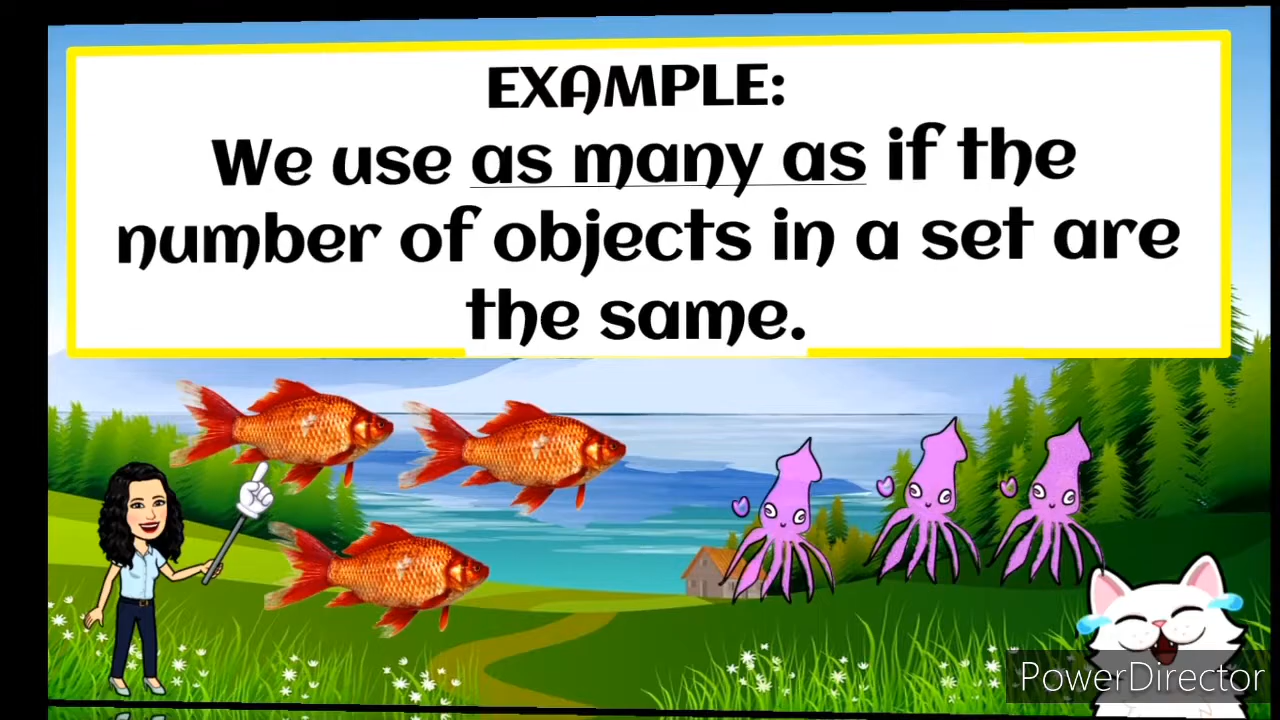 EXAMPLE:
We use as many as if the
number of objects in a set are
the same.
PowerDirector